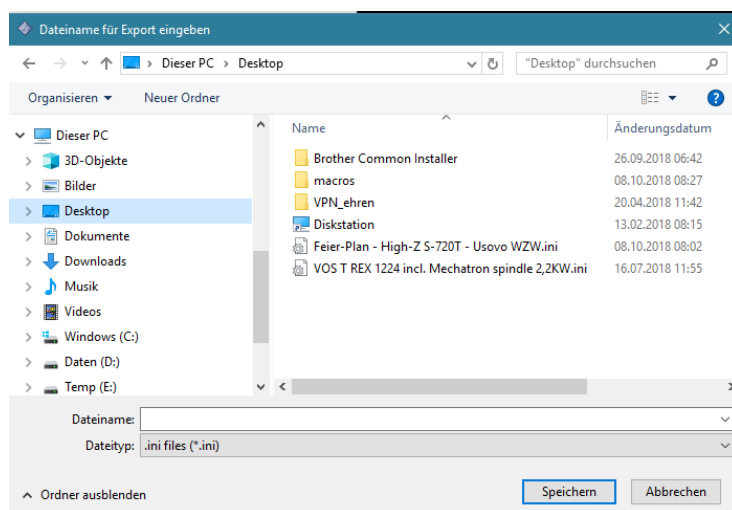 Dateiname für Export eingeben
Dieser PC > Desktop
"Desktop" durchsuchen
Organisieren
Neuer Ordner
?
Name
Änderungsdatum
Dieser PC
3D-Objekte
Bilder
Desktop
Dokumente
Downloads
Musik
Videos
Windows (C:)
Daten (D:)
Temp (E:)
Brother Common Installer 26.09.2018 06:42
macros 08.10.2018 08:27
VPN_ehren 20.04.2018 11:42
Diskstation 13.02.2018 08:15
Feier-Plan - High-Z S-720T - Usovo WZW.ini 08.10.2018 08:02
VOS T REX 1224 incl. Mechatron spindle 2,2KW.ini 16.07.2018 11:55
Dateiname:
Dateityp: .ini files (*.ini)
Ordner ausblenden
Speichern
Abbrechen